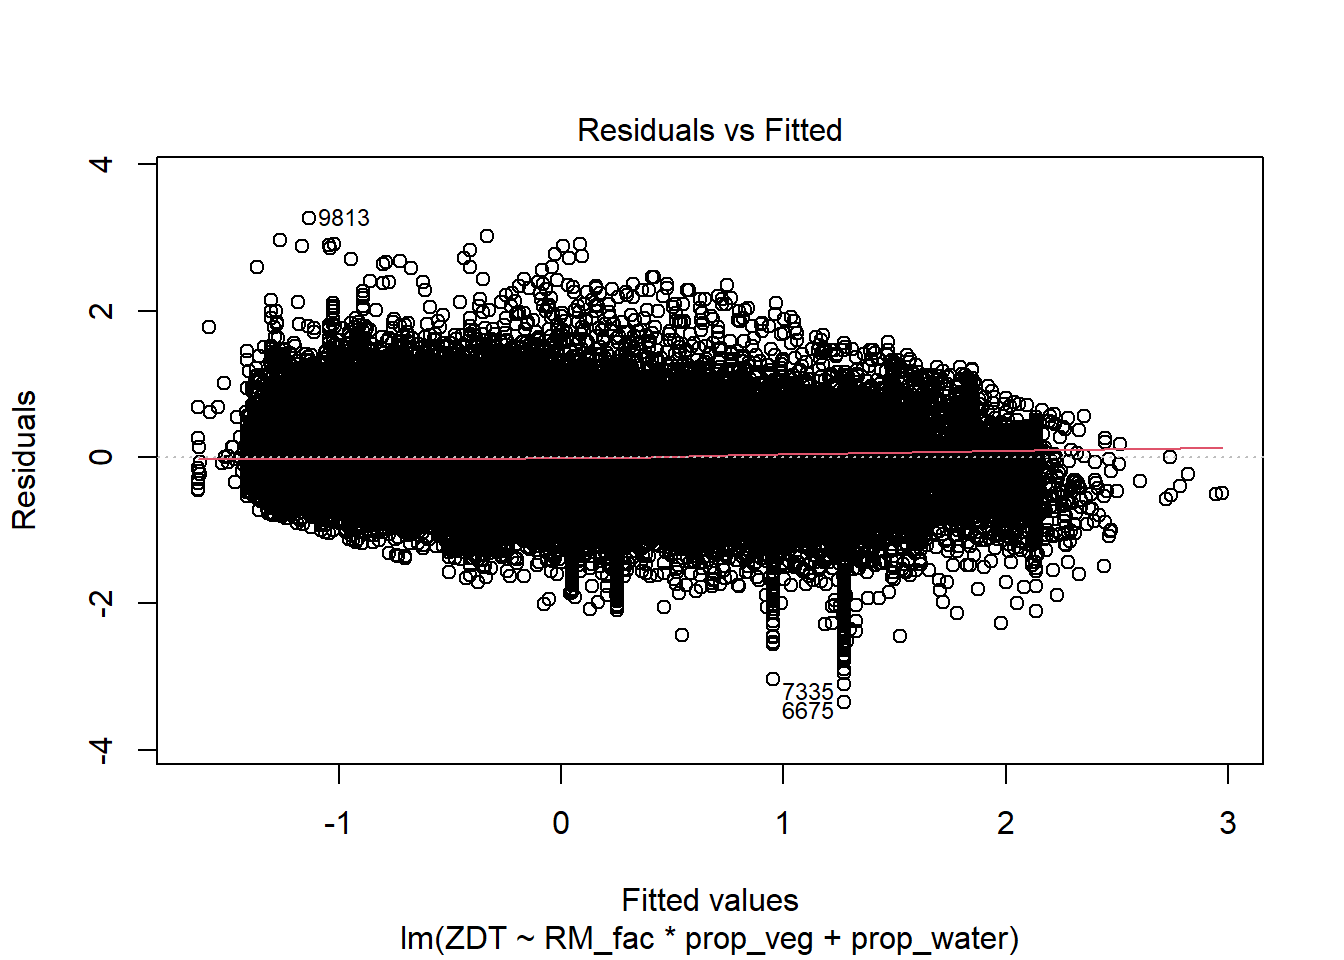 Residuals vs Fitted
4
9813
2
Residuals
0
-2
7335
6675
-4
-1 0 1 2 3
Fitted values
lm(ZDT ~ RM_fac * prop_veg + prop_water)